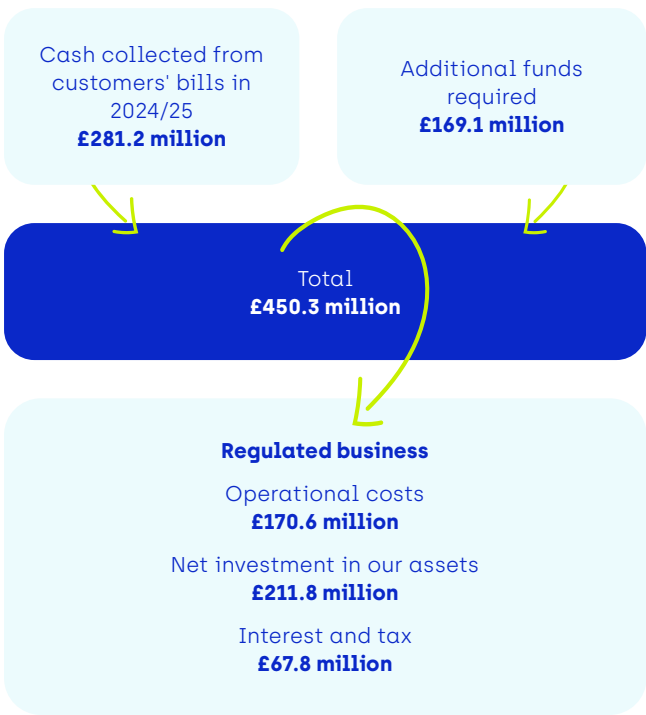 Cash collected from
customers' bills in
2024/25
£281.2 million
Additional funds
required
£169.1 million
Total
£450.3 million
Regulated business
Operational costs
£170.6 million
Net investment in our assets
£211.8 million
Interest and tax
£67.8 million